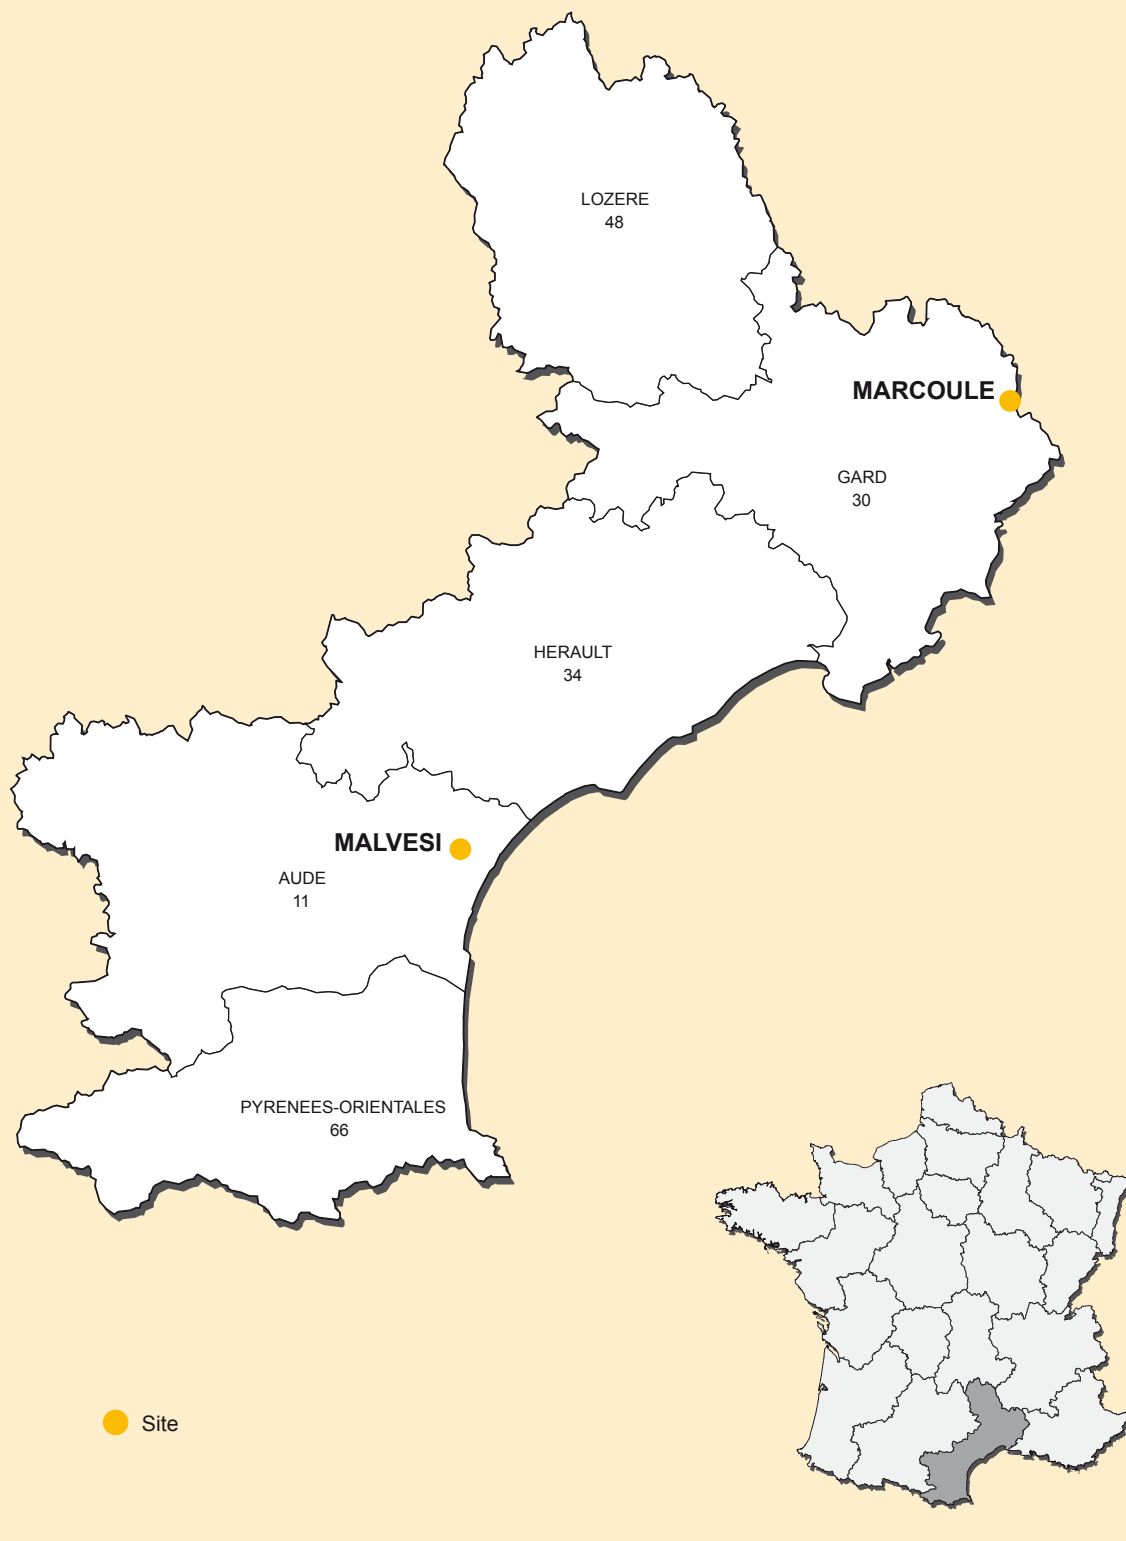 LOZERE
48
MARCOULE
GARD
30
HERAULT
34
MALVESI
AUDE
11
PYRENEES-ORIENTALES
66
Site